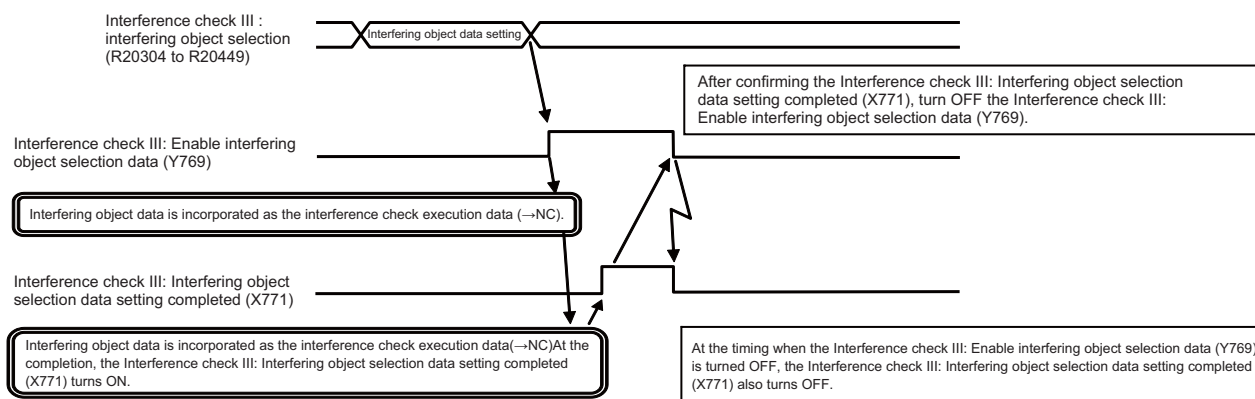 Interference check III :
interfering object selection
(R20304 to R20449)
Interfering object data setting
After confirming the Interference check III: Interfering object selection
data setting completed (X771), turn OFF the Interference check III:
Enable interfering object selection data (Y769).
Interference check III: Enable interfering
object selection data (Y769)
Interfering object data is incorporated as the interference check execution data (→NC).
Interference check III: Interfering object
selection data setting completed (X771)
Interfering object data is incorporated as the interference check execution data(→NC)At the
completion, the Interference check III: Interfering object selection data setting completed
(X771) turns ON.
At the timing when the Interference check III: Enable interfering object selection data (Y769)
is turned OFF, the Interference check III: Interfering object selection data setting completed
(X771) also turns OFF.